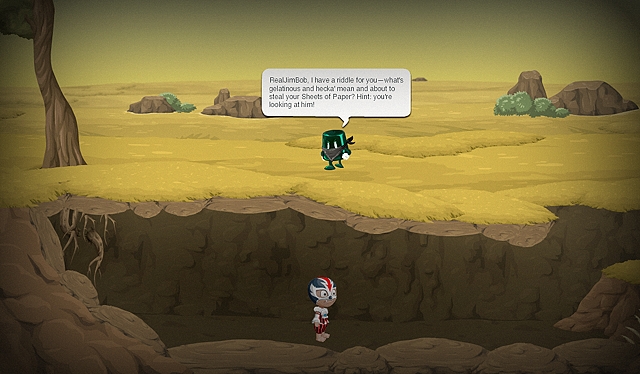 RealJimBob, I have a riddle for you—what's
gelatinous and hecka' mean and about to
steal your Sheets of Paper? Hint: you're
looking at him!